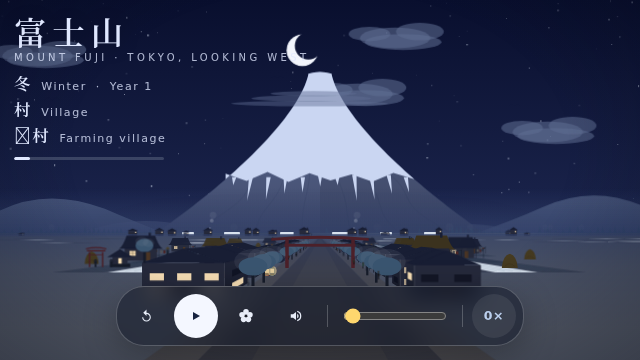 富士山
MOUNT FUJI · TOKYO, LOOKING WEST
冬 Winter · Year 1
村 Village
村 Farming village
0×